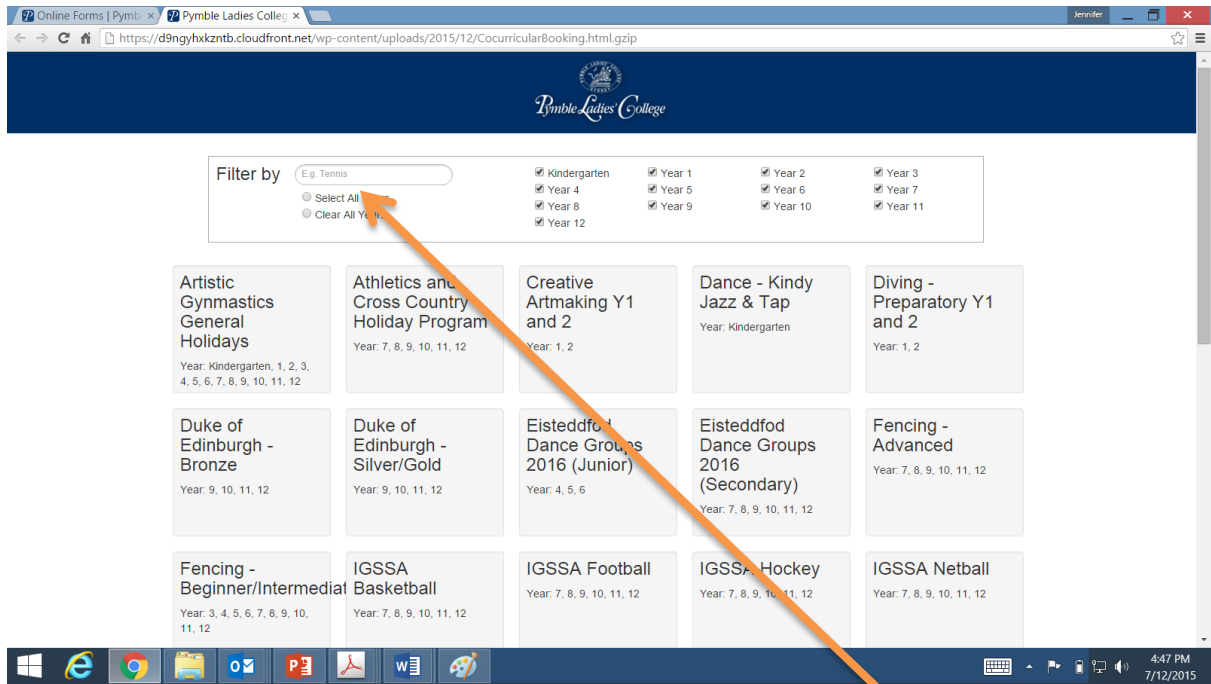 Online Forms | Pymb
Pymble Ladies Colleg
Jennifer
https://d9ngyhxkzntb.cloudfront.net/wp-content/uploads/2015/12/CocurricularBooking.html.gzip
Pymble Ladies' College
Filter by
E.g. Tennis
Select All
Clear All
Kindergarten
Year 1
Year 2
Year 3
Year 4
Year 5
Year 6
Year 7
Year 8
Year 9
Year 10
Year 11
Year 12
Artistic
Gynmastics
General
Holidays
Year: Kindergarten, 1, 2, 3,
4, 5, 6, 7, 8, 9, 10, 11, 12
Athletics and
Cross Country
Holiday Program
Year: 7, 8, 9, 10, 11, 12
Creative
Artmaking Y1
and 2
Year: 1, 2
Dance - Kindy
Jazz & Tap
Year: Kindergarten
Diving -
Preparatory Y1
and 2
Year: 1, 2
Duke of
Edinburgh -
Bronze
Year: 9, 10, 11, 12
Duke of
Edinburgh -
Silver/Gold
Year: 9, 10, 11, 12
Eisteddfod
Dance Groups
2016 (Junior)
Year: 4, 5, 6
Eisteddfod
Dance Groups
2016
(Secondary)
Year: 7, 8, 9, 10, 11, 12
Fencing -
Advanced
Year: 7, 8, 9, 10, 11, 12
Fencing -
Beginner/Intermediat
Year: 3, 4, 5, 6, 7, 8, 9, 10,
11, 12
IGSSA
Basketball
Year: 7, 8, 9, 10, 11, 12
IGSSA Football
Year: 7, 8, 9, 10, 11, 12
IGSSA Hockey
Year: 7, 8, 9, 10, 11, 12
IGSSA Netball
Year: 7, 8, 9, 10, 11, 12
4:47 PM
7/12/2015